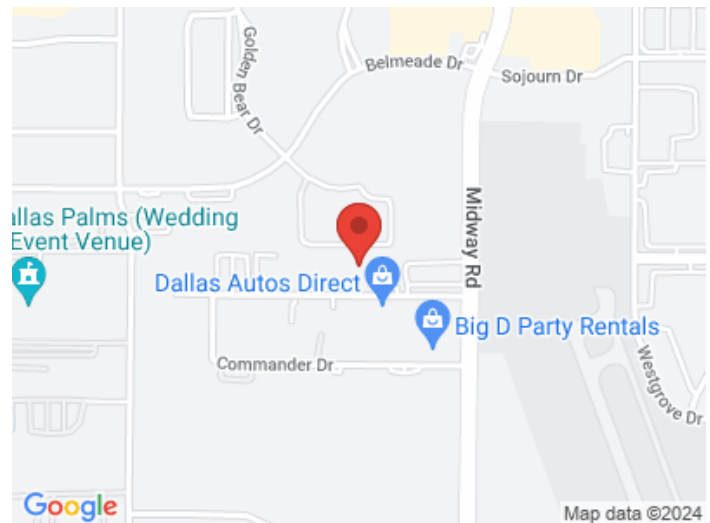 Golden Bear Dr
Belmeade Dr
Sojourn Dr
allas Palms (Wedding
Event Venue)
Midway Rd
Dallas Autos Direct
Big D Party Rentals
Commander Dr
Westgrove Dr
Google
Map data ©2024